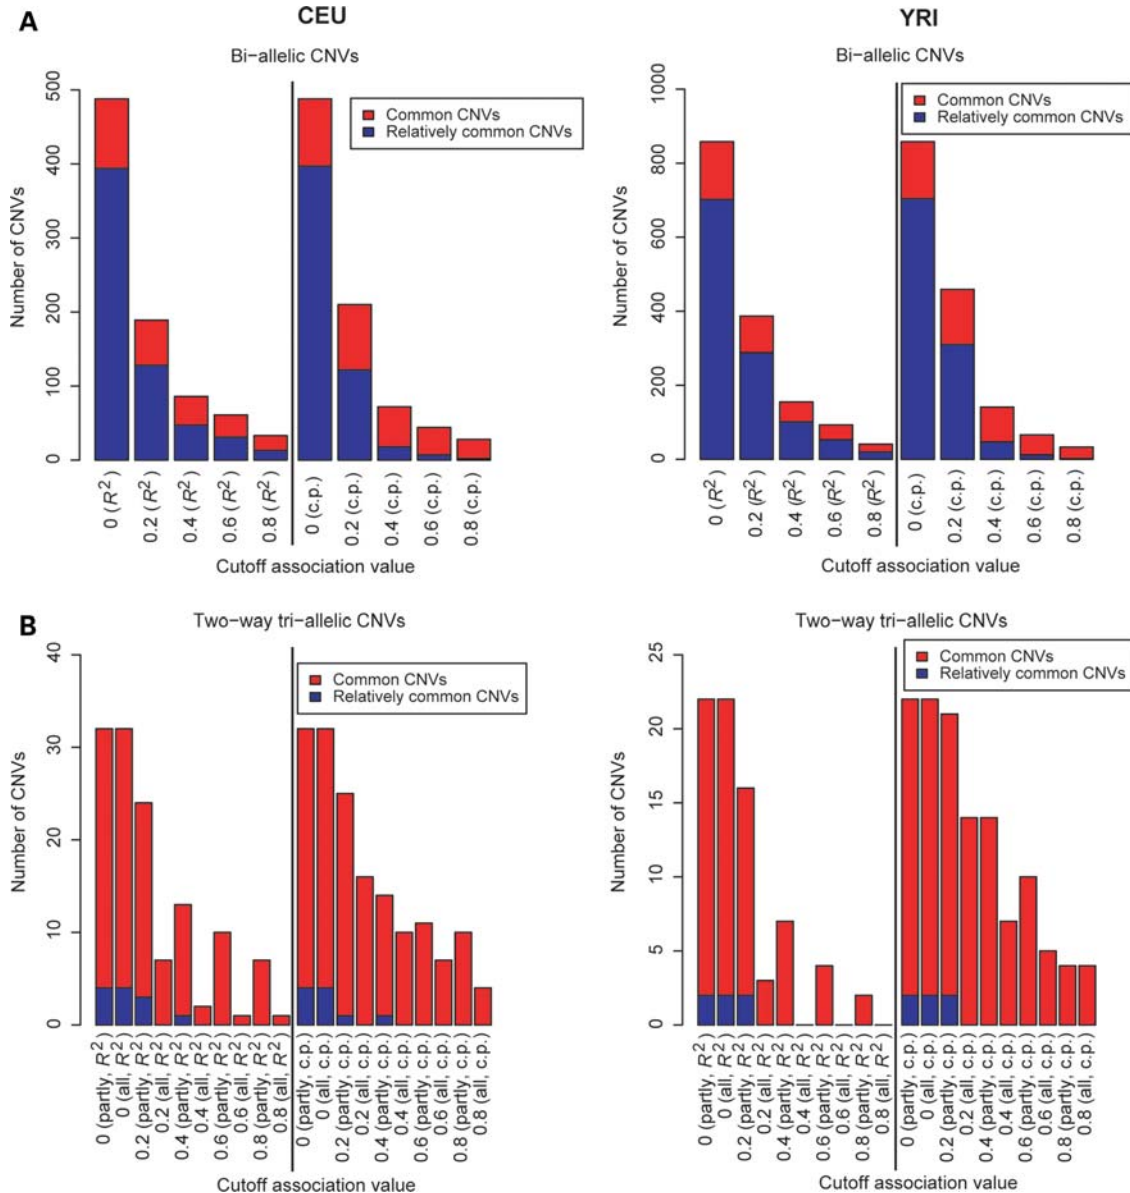 A
CEU
Bi-allelic CNVs
Number of CNVs
500
400
300
200
100
0
Common CNVs
Relatively common CNVs
0 (R²)
0.2 (R²)
0.4 (R²)
0.6 (R²)
0.8 (R²)
0 (c.p.)
0.2 (c.p.)
0.4 (c.p.)
0.6 (c.p.)
0.8 (c.p.)
Cutoff association value
YRI
Bi-allelic CNVs
Number of CNVs
1000
800
600
400
200
0
Common CNVs
Relatively common CNVs
0 (R²)
0.2 (R²)
0.4 (R²)
0.6 (R²)
0.8 (R²)
0 (c.p.)
0.2 (c.p.)
0.4 (c.p.)
0.6 (c.p.)
0.8 (c.p.)
Cutoff association value
B
Two-way tri-allelic CNVs
Number of CNVs
40
30
20
10
0
Common CNVs
Relatively common CNVs
0 (partly, R²)
0 (all, R²)
0.2 (partly, R²)
0.2 (all, R²)
0.4 (partly, R²)
0.4 (all, R²)
0.6 (partly, R²)
0.6 (all, R²)
0.8 (partly, R²)
0.8 (all, R²)
0 (partly, c.p.)
0 (all, c.p.)
0.2 (partly, c.p.)
0.2 (all, c.p.)
0.4 (partly, c.p.)
0.4 (all, c.p.)
0.6 (partly, c.p.)
0.6 (all, c.p.)
0.8 (partly, c.p.)
0.8 (all, c.p.)
Cutoff association value
Two-way tri-allelic CNVs
Number of CNVs
25
20
15
10
5
0
Common CNVs
Relatively common CNVs
0 (partly, R²)
0 (all, R²)
0.2 (partly, R²)
0.2 (all, R²)
0.4 (partly, R²)
0.4 (all, R²)
0.6 (partly, R²)
0.6 (all, R²)
0.8 (partly, R²)
0.8 (all, R²)
0 (partly, c.p.)
0 (all, c.p.)
0.2 (partly, c.p.)
0.2 (all, c.p.)
0.4 (partly, c.p.)
0.4 (all, c.p.)
0.6 (partly, c.p.)
0.6 (all, c.p.)
0.8 (partly, c.p.)
0.8 (all, c.p.)
Cutoff association value